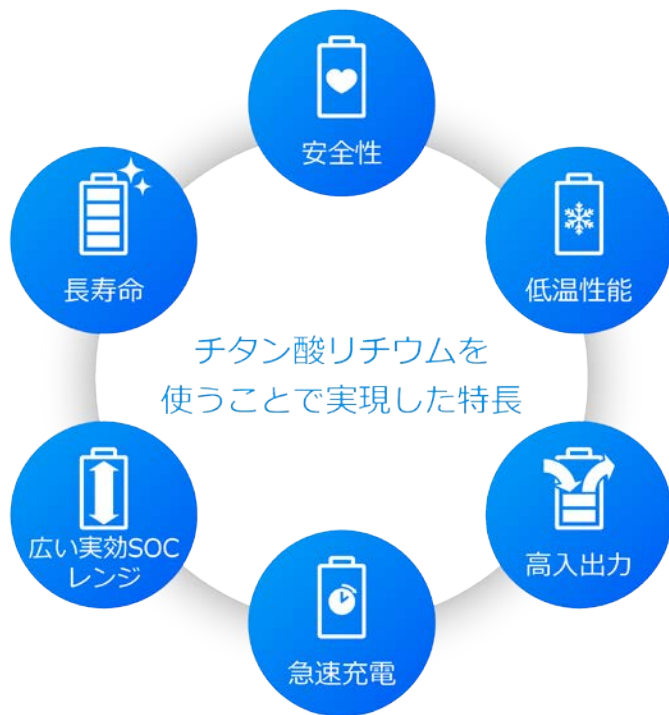 安全性
長寿命
低温性能
チタン酸リチウムを
使うことで実現した特長
広い実効SOC
レンジ
高入出力
急速充電